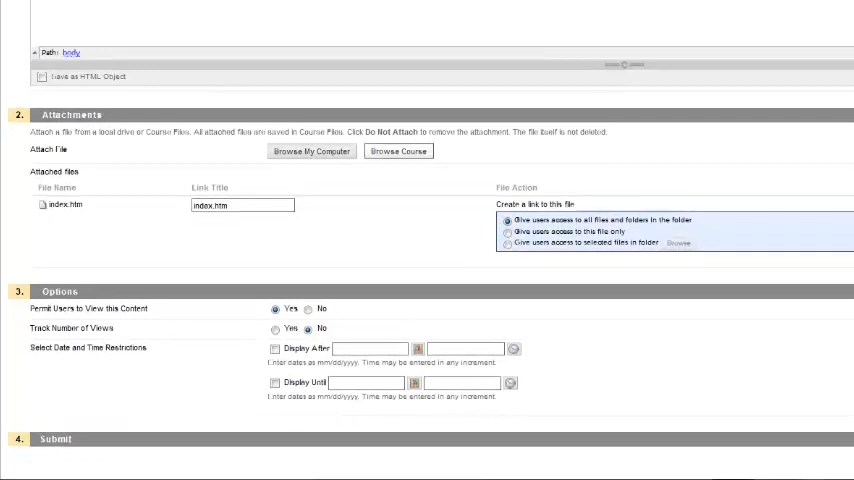 Path: body
Save as HTML Object
2. Attachments
Attach a file from a local drive or Course Files. All attached files are saved in Course Files. Click Do Not Attach to remove the attachment. The file itself is not deleted.
Attach File Browse My Computer Browse Course
Attached files
File Name Link Title File Action
index.htm index.htm Create a link to this file
Give users access to all files and folders in the folder
Give users access to this file only
Give users access to selected files in folder Browse
3. Options
Permit Users to View this Content Yes No
Track Number of Views Yes No
Select Date and Time Restrictions Display After
Enter dates as mm/dd/yyyy. Time may be entered in any increment.
Display Until
Enter dates as mm/dd/yyyy. Time may be entered in any increment.
4. Submit